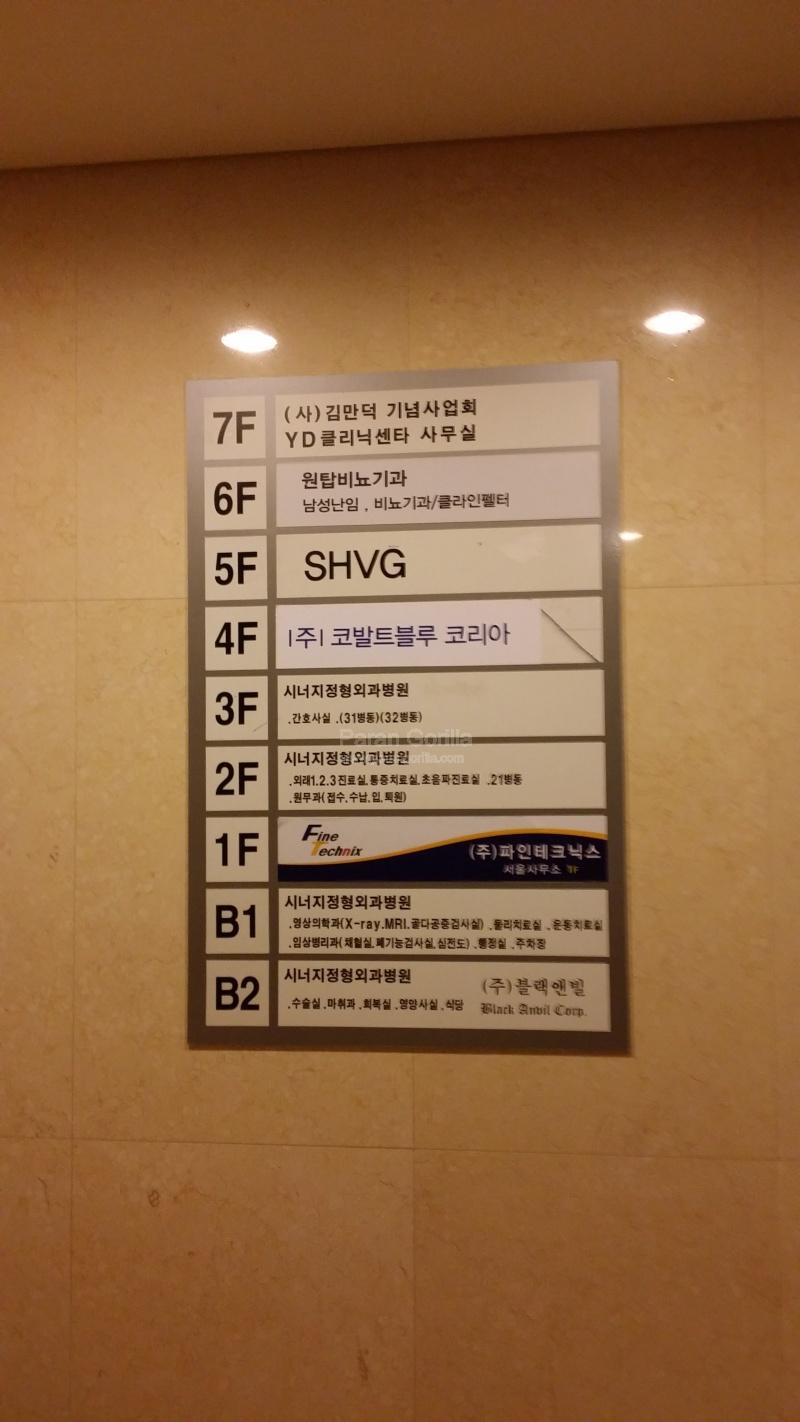 7F
(사)김만덕 기념사업회
YD클리닉센타 사무실
6F
원탑비뇨기과
남성난임 , 비뇨기과/클라인펠터
5F
SHVG
4F
|주| 코발트블루 코리아
3F
시너지정형외과병원
.간호사실 .(31병동)(32병동)
Paran Gorilla
2F
시너지정형외과병원
.외래1.2.3진료실.통증치료실.초음파진료실 .21병동
.원무과(접수.수납.입.퇴원)
1F
Fine
Technix
(주)파인테크닉스
서울사무소 1F
B1
시너지정형외과병원
.영상의학과(X-ray.MRI.골다공증검사실) .물리치료실 .운동치료실
.임상병리과(채혈실.폐기능검사실.심전도) .행정실 .주차장
B2
시너지정형외과병원
.수술실 .마취과 .회복실 .영양사실 .식당
(주)블랙앤빌
Black Anvil Corp.